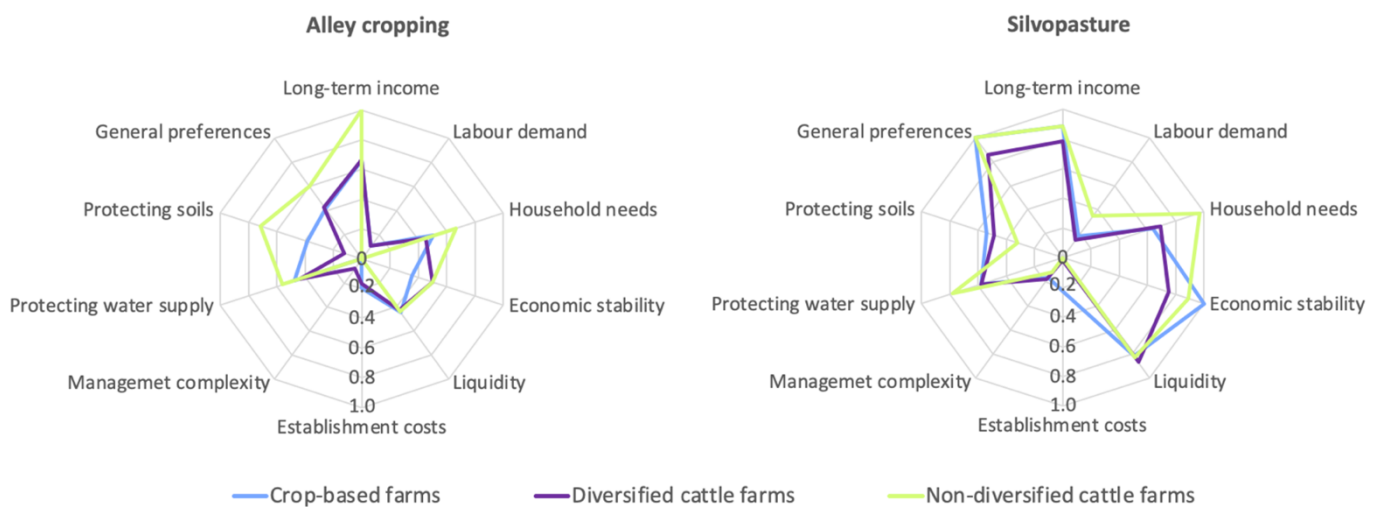 Alley cropping
Long-term income
General preferences
Labour demand
Protecting soils
Household needs
0
0.2
0.4
0.6
0.8
1.0
Protecting water supply
Economic stability
Managemet complexity
Liquidity
Establishment costs
Silvopasture
Long-term income
General preferences
Labour demand
Protecting soils
Household needs
0
0.2
0.4
0.6
0.8
1.0
Protecting water supply
Economic stability
Managemet complexity
Liquidity
Establishment costs
Crop-based farms
Diversified cattle farms
Non-diversified cattle farms